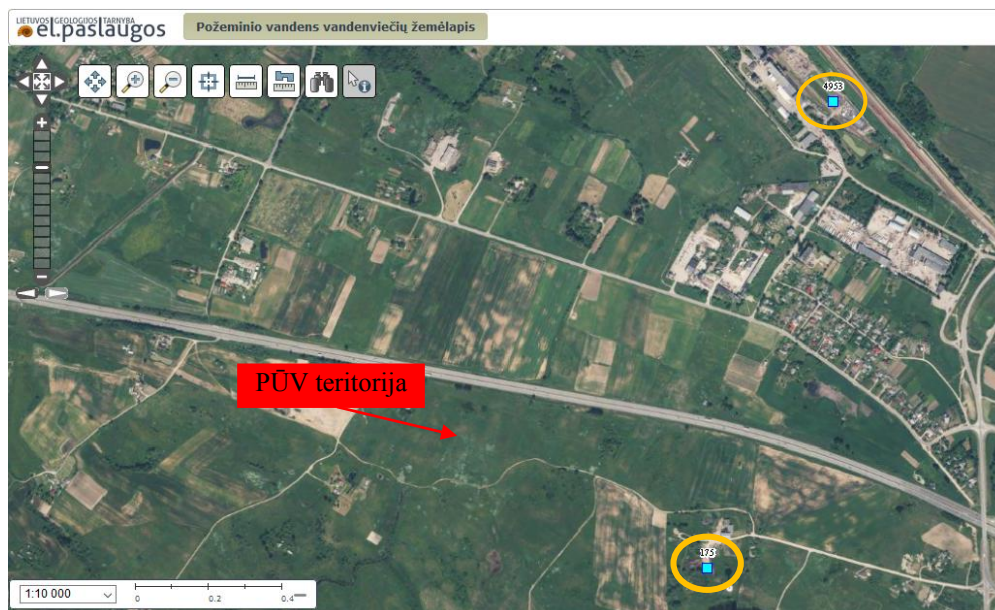 LIETUVOS GEOLOGIJOS TARNYBA
el.paslaugos
Požeminio vandens vandenviečių žemėlapis
4953
PŪV teritorija
175
1:10 000
0 0.2 0.4